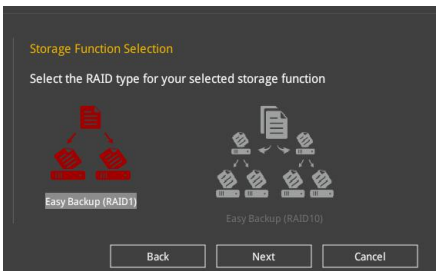 Storage Function Selection
Select the RAID type for your selected storage function
Easy Backup (RAID1)
Easy Backup (RAID10)
Back
Next
Cancel